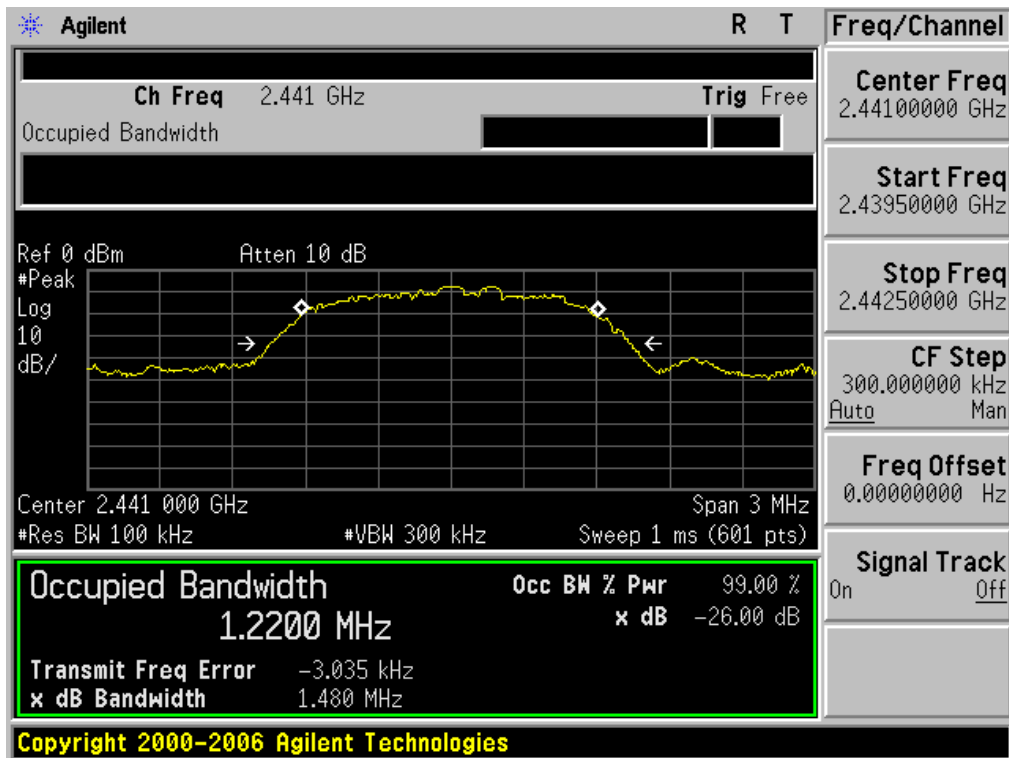 Agilent R T
Ch Freq 2.441 GHz Trig Free
Occupied Bandwidth
Ref 0 dBm Atten 10 dB
#Peak
Log
10
dB/
Center 2.441 000 GHz Span 3 MHz
#Res BW 100 kHz #VBW 300 kHz Sweep 1 ms (601 pts)
Occupied Bandwidth Occ BW % Pwr 99.00 %
1.2200 MHz x dB -26.00 dB
Transmit Freq Error -3.035 kHz
x dB Bandwidth 1.480 MHz
Copyright 2000-2006 Agilent Technologies
Freq/Channel
Center Freq
2.44100000 GHz
Start Freq
2.43950000 GHz
Stop Freq
2.44250000 GHz
CF Step
300.000000 kHz
Auto Man
Freq Offset
0.00000000 Hz
Signal Track
On Off